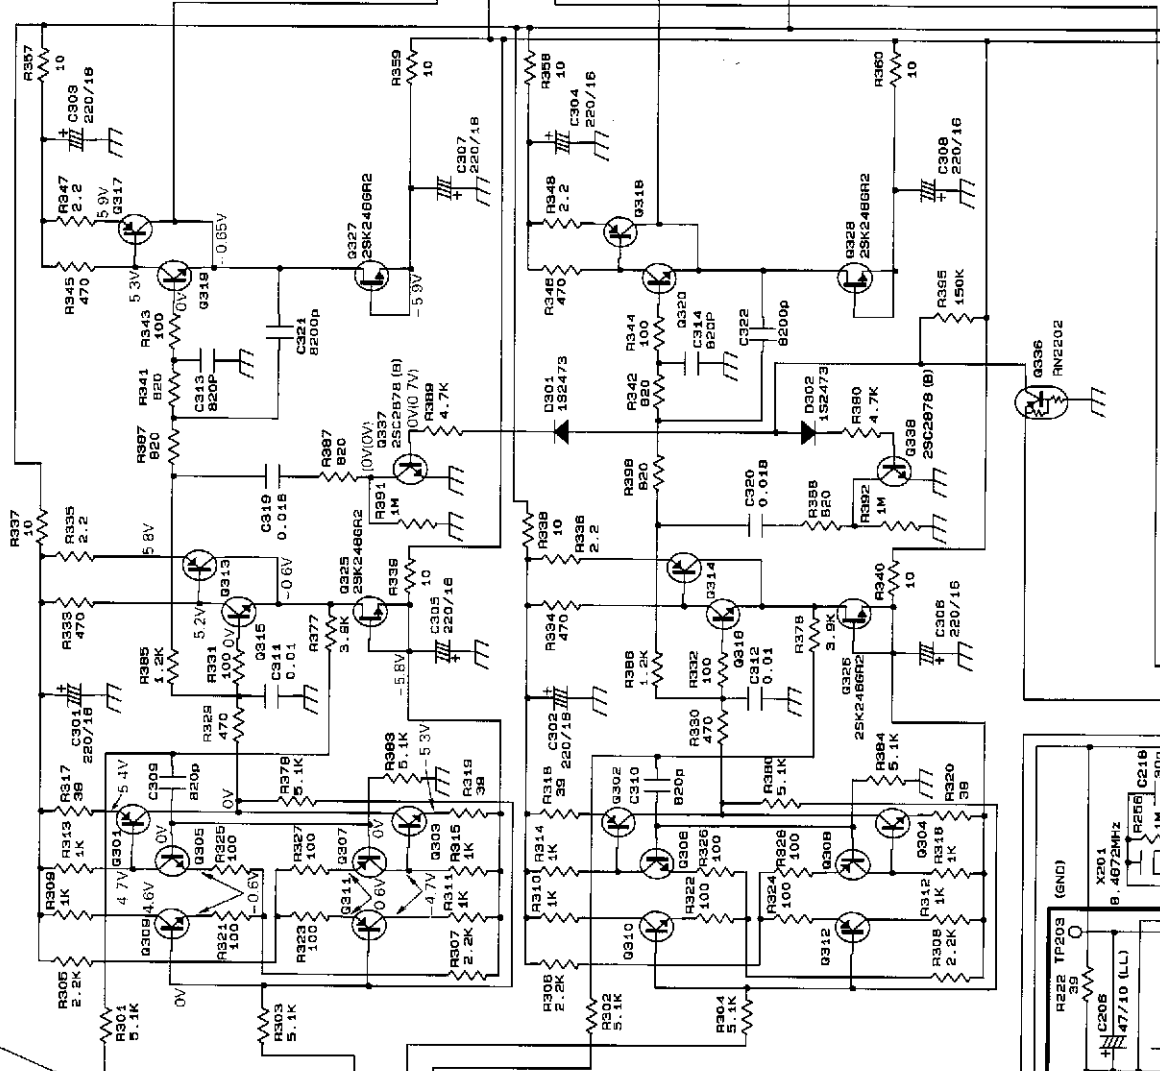 R357
10
C303
220/16
R347
2.2
5.9V
Q317
R345
470
5.3V
Q319
0V
-0.65V
R343
100
R341
820
C313
820P
C321
8200p
Q327
2SK246GR2
-5.9V
R359
10
C307
220/16
R358
10
C304
220/16
R348
2.2
Q318
R346
470
Q320
R344
100
C314
820P
R342
820
C322
8200p
Q328
2SK246GR2
R360
10
C308
220/16
R395
150K
Q336
RN2202
R387
820
C319
0.018
R387
820
Q337
2SC2878 (B)
(0V(0V)
0V(0.7V)
R389
4.7K
R391
1M
D301
1S2473
D302
1S2473
R390
4.7K
Q338
2SC2878 (B)
R398
820
C320
0.018
R388
820
R392
1M
R337
10
R335
2.2
5.8V
Q313
-0.6V
R333
470
5.2V
0V
Q315
R385
1.2K
R331
100
C311
0.01
R329
470
C301
220/16
R377
3.9K
Q325
2SK246GR2
R339
10
C305
220/16
-5.8V
R338
10
R336
2.2
Q314
R334
470
Q316
R386
1.2K
R332
100
C312
0.01
R330
470
C302
220/16
R378
3.9K
Q326
2SK246GR2
R340
10
C306
220/16
R317
39
5.4V
C309
820p
R378
5.1K
R383
5.1K
-5.3V
R319
39
R313
1K
Q301
0V
Q305
R325
100
R327
100
Q307
0V
Q303
R315
1K
R309
1K
4.7V
4.6V
Q309
R321
100
-0.6V
R323
100
Q311
0.6V
-4.7V
R311
1K
R307
2.2K
R305
2.2K
0V
0V
R301
5.1K
R303
5.1K
R318
39
Q302
C310
820p
R380
5.1K
R384
5.1K
R320
39
R314
1K
Q306
R326
100
R326
100
Q308
Q304
R316
1K
R310
1K
Q310
R322
100
R324
100
Q312
R312
1K
R308
2.2K
R306
2.2K
R302
5.1K
R304
5.1K
(GND)
TP203
R222
39
C206
47/10 (LL)
X201
8.4672MHz
R256
1M
C218